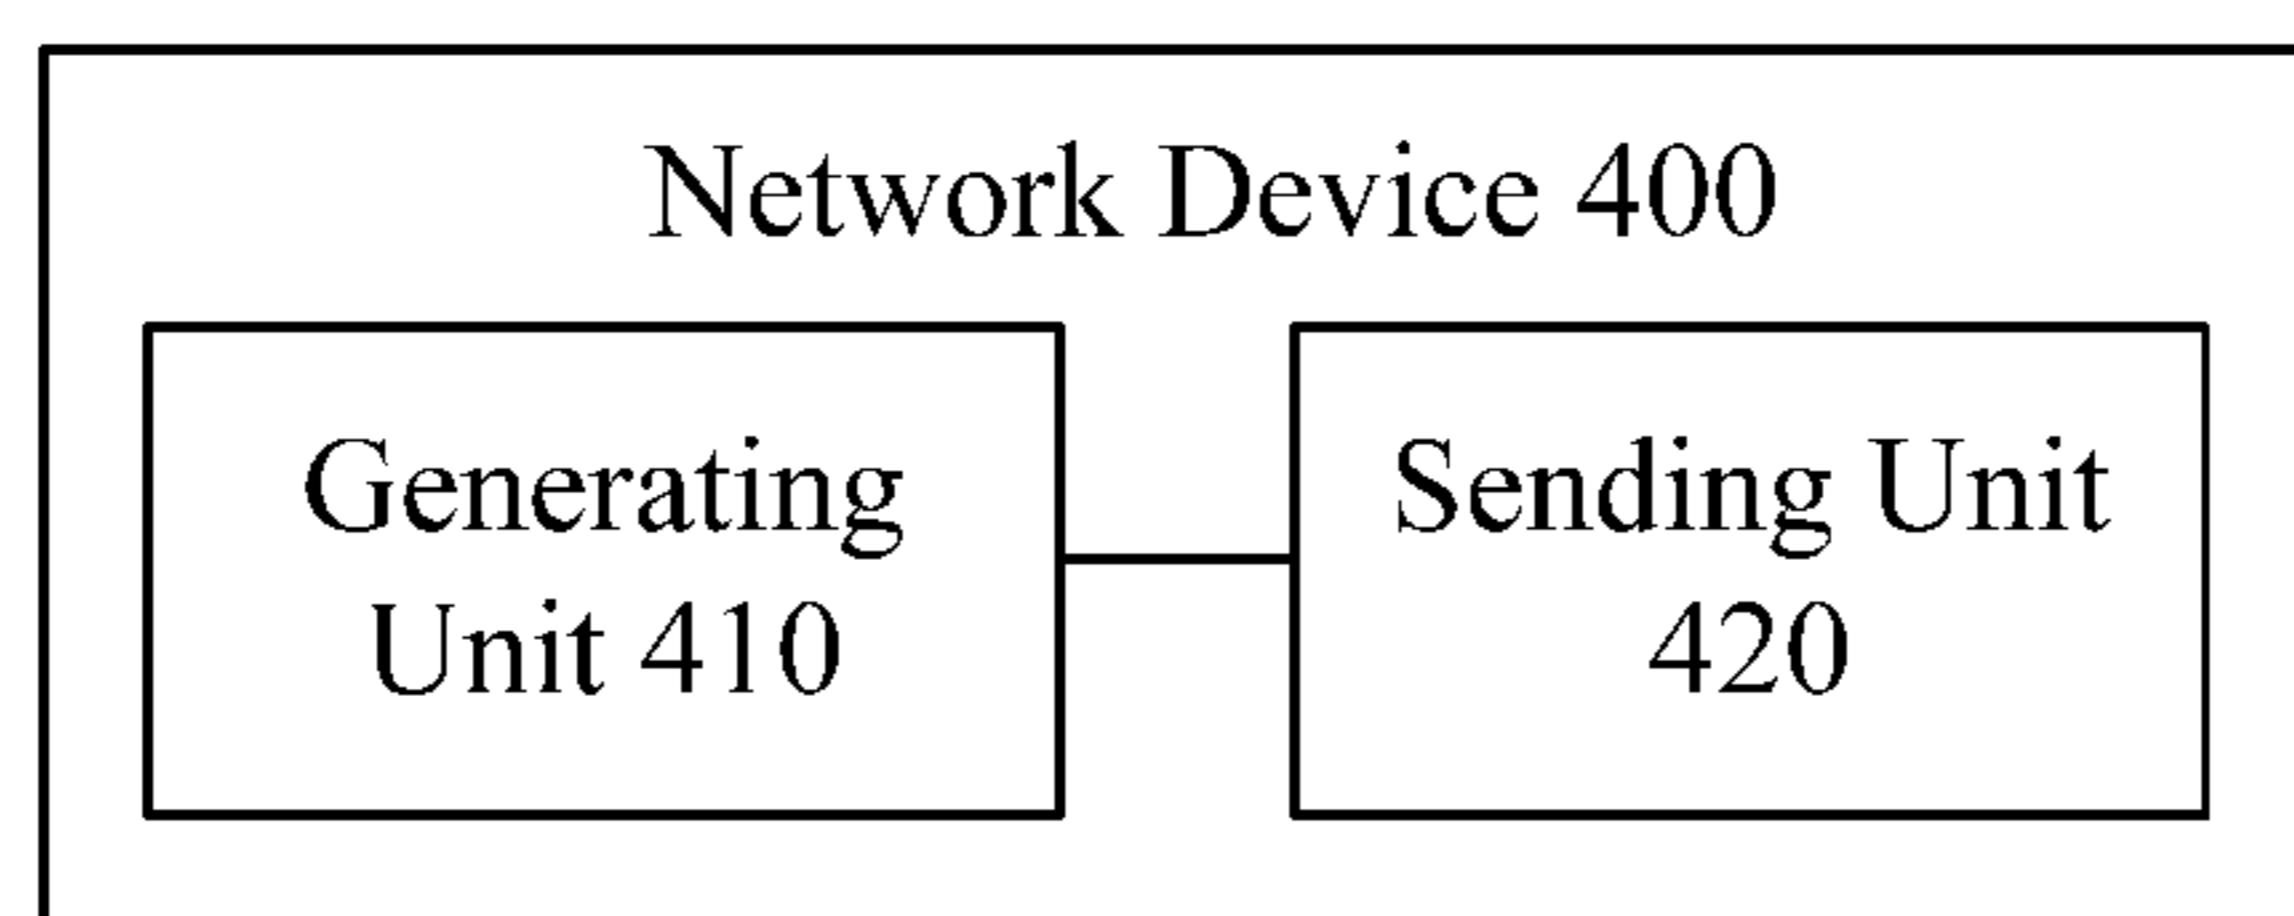 Network Device 400
Generating
Unit 410
Sending Unit
420